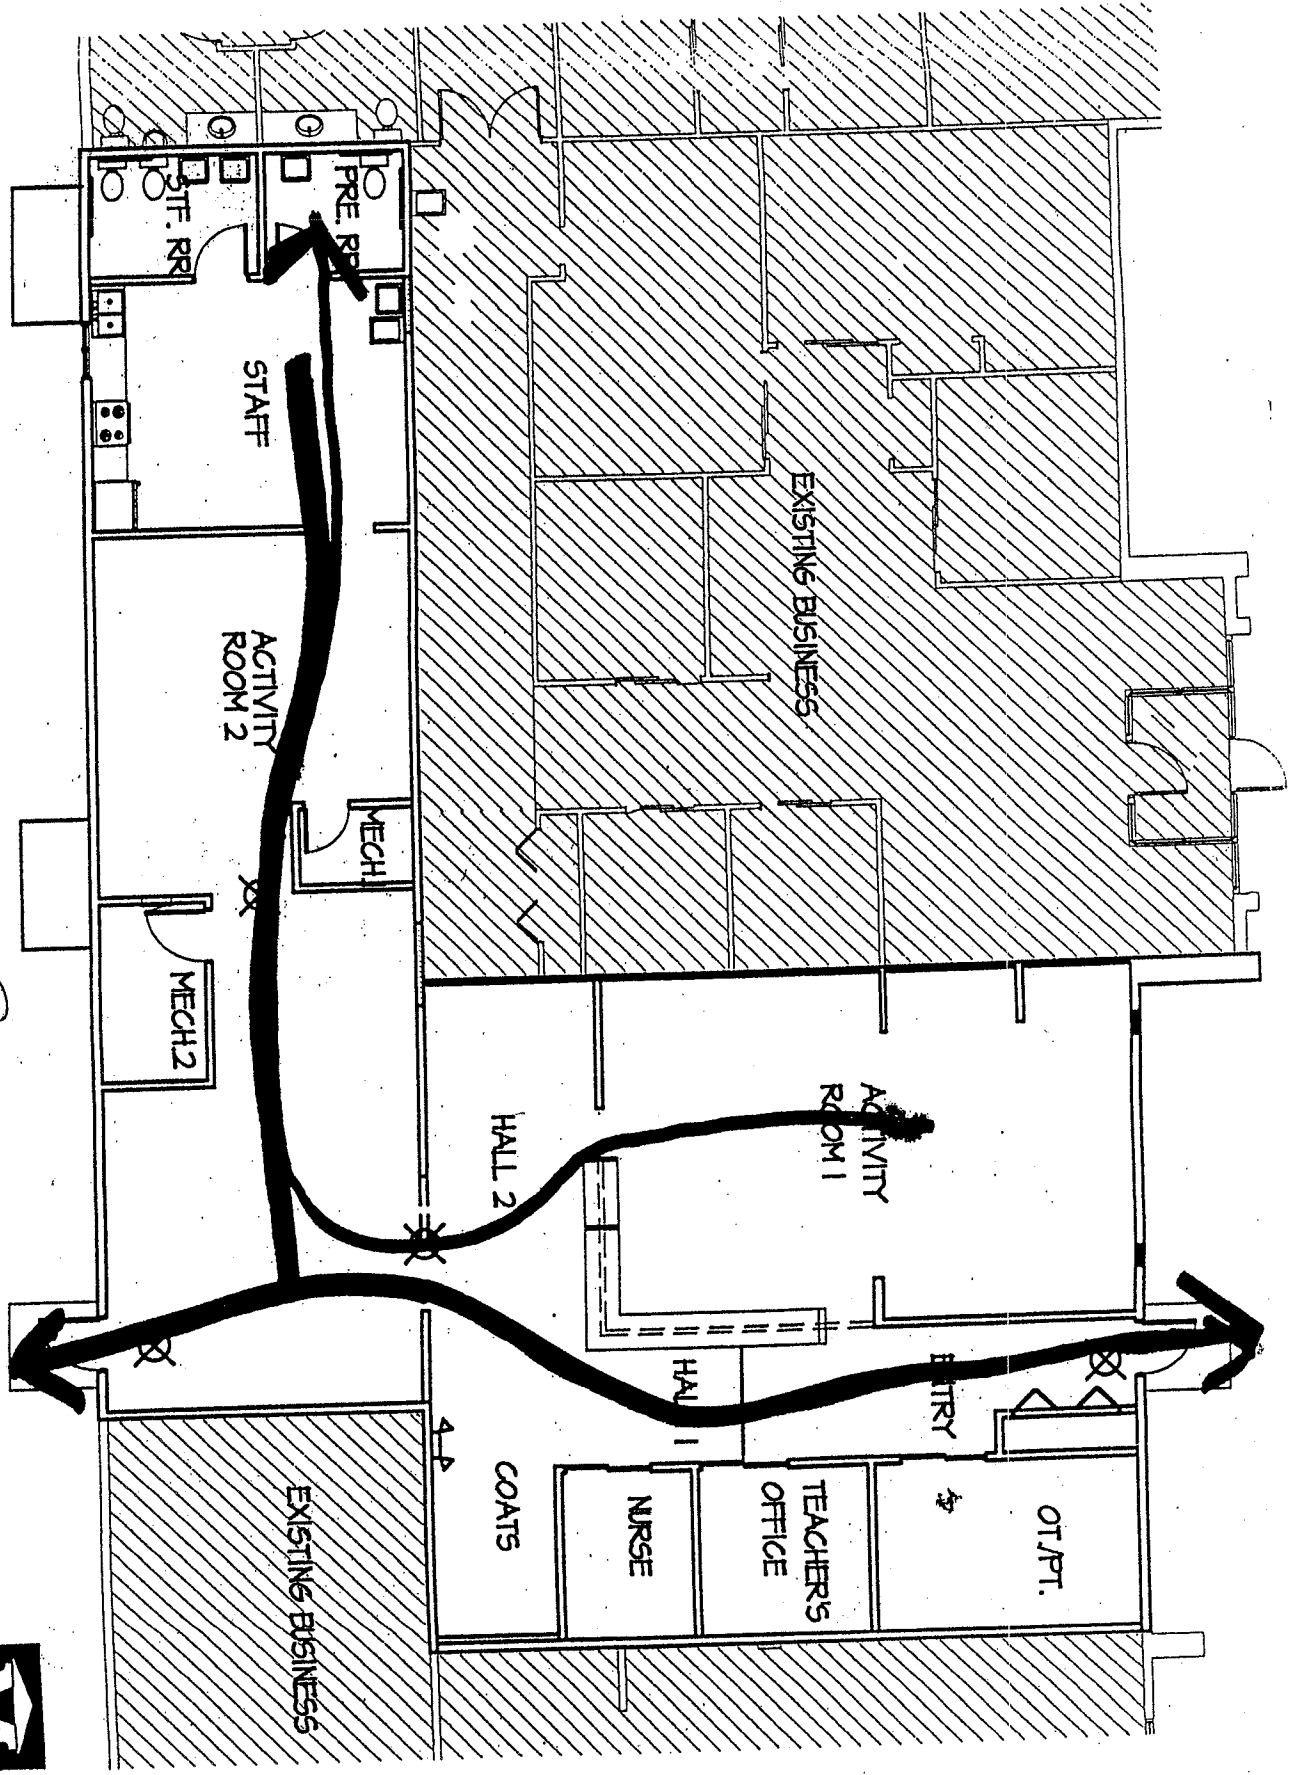 OT./PT.
ENTRY
ACTIVITY
ROOM 1
EXISTING BUSINESS
TEACHER'S
OFFICE
HALL 1
NURSE
HALL 2
COATS
MECH.1
PRE. RR
EXISTING BUSINESS
STAFF
ACTIVITY
ROOM 2
STF. RR
MECH.2